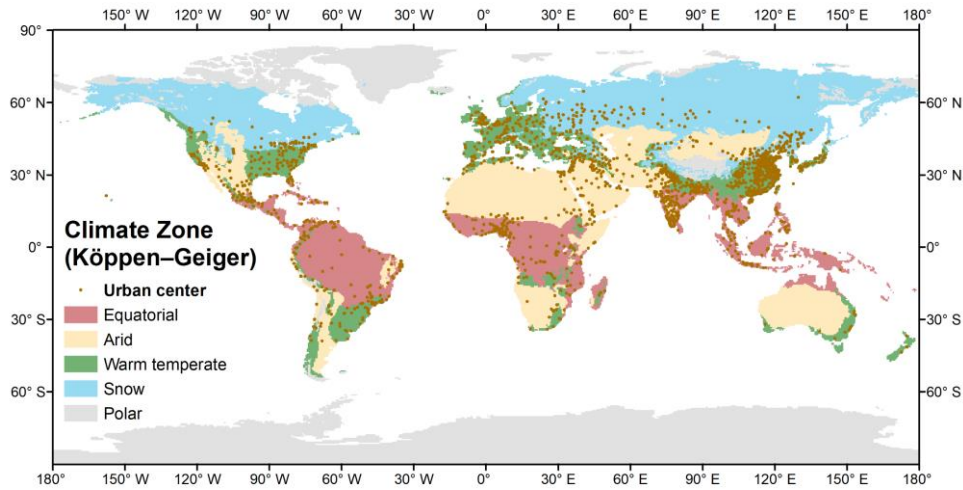 150° W 120° W 90° W 60° W 30° W 0° 30° E 60° E 90° E 120° E 150° E 180°
90°
60° N 60° N
30° N 30° N
0° 0°
30° S 30° S
60° S 60° S
Climate Zone
(Köppen–Geiger)
Urban center
Equatorial
Arid
Warm temperate
Snow
Polar
180° 150° W 120° W 90° W 60° W 30° W 0° 30° E 60° E 90° E 120° E 150° E 180°